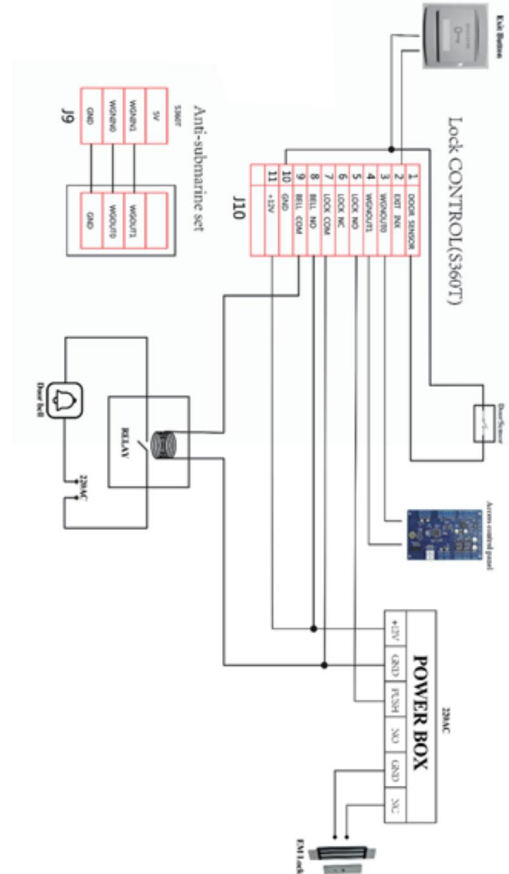 Exit Button
Lock CONTROL(S360T)
1 DOOR SENSOR
2 EXIT INX
3 WGNOUT0
4 WGNOUT1
5 LOCK NO
6 LOCK NC
7 LOCK COM
8 BELL NO
9 BELL COM
10 GND
11 +12V
J10
DoorSensor
Access control panel
Anti-submarine set
S360T
5V
WGNIN1
WGNIN0
GND
J9
WGOUT1
WGOUT0
GND
RELAY
Door bell
220AC
220AC
POWER BOX
+12V
GND
PUSH
NO
GND
NC
EM Lock